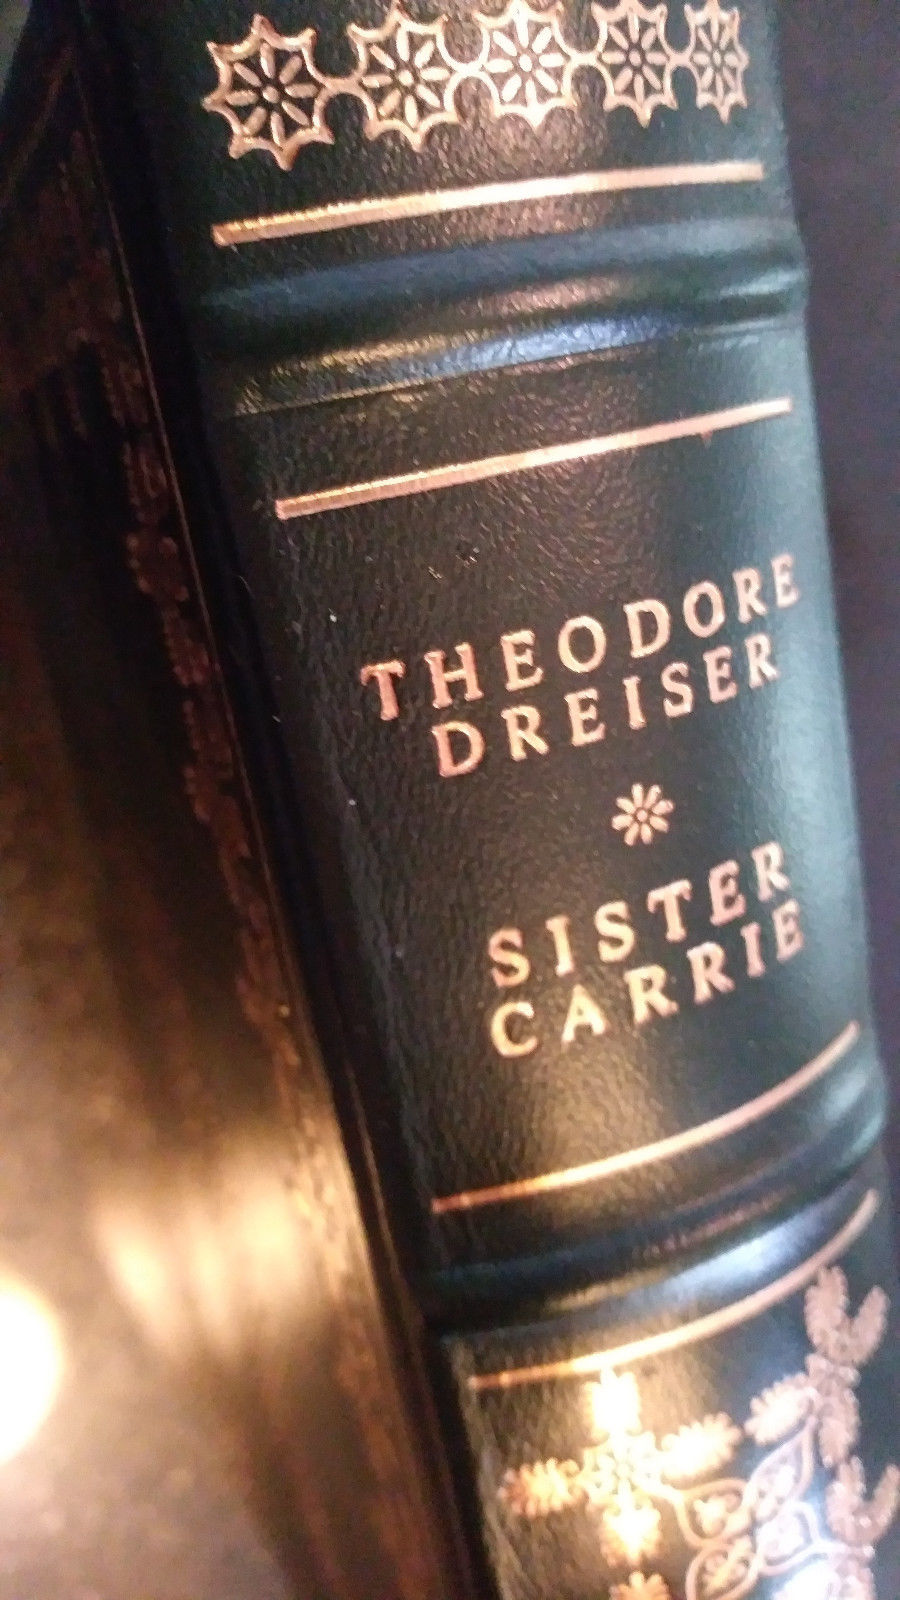 THEODORE
DREISER
SISTER
CARRIE